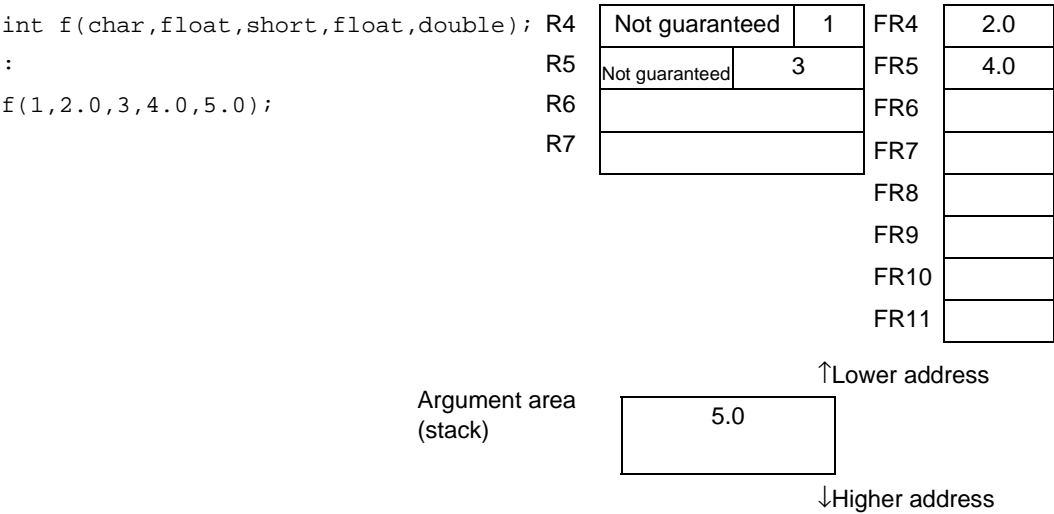 int f(char,float,short,float,double);
:
f(1,2.0,3,4.0,5.0);
R4 Not guaranteed 1
R5 Not guaranteed 3
R6
R7
FR4 2.0
FR5 4.0
FR6
FR7
FR8
FR9
FR10
FR11
↑Lower address
Argument area
(stack)
5.0
↓Higher address